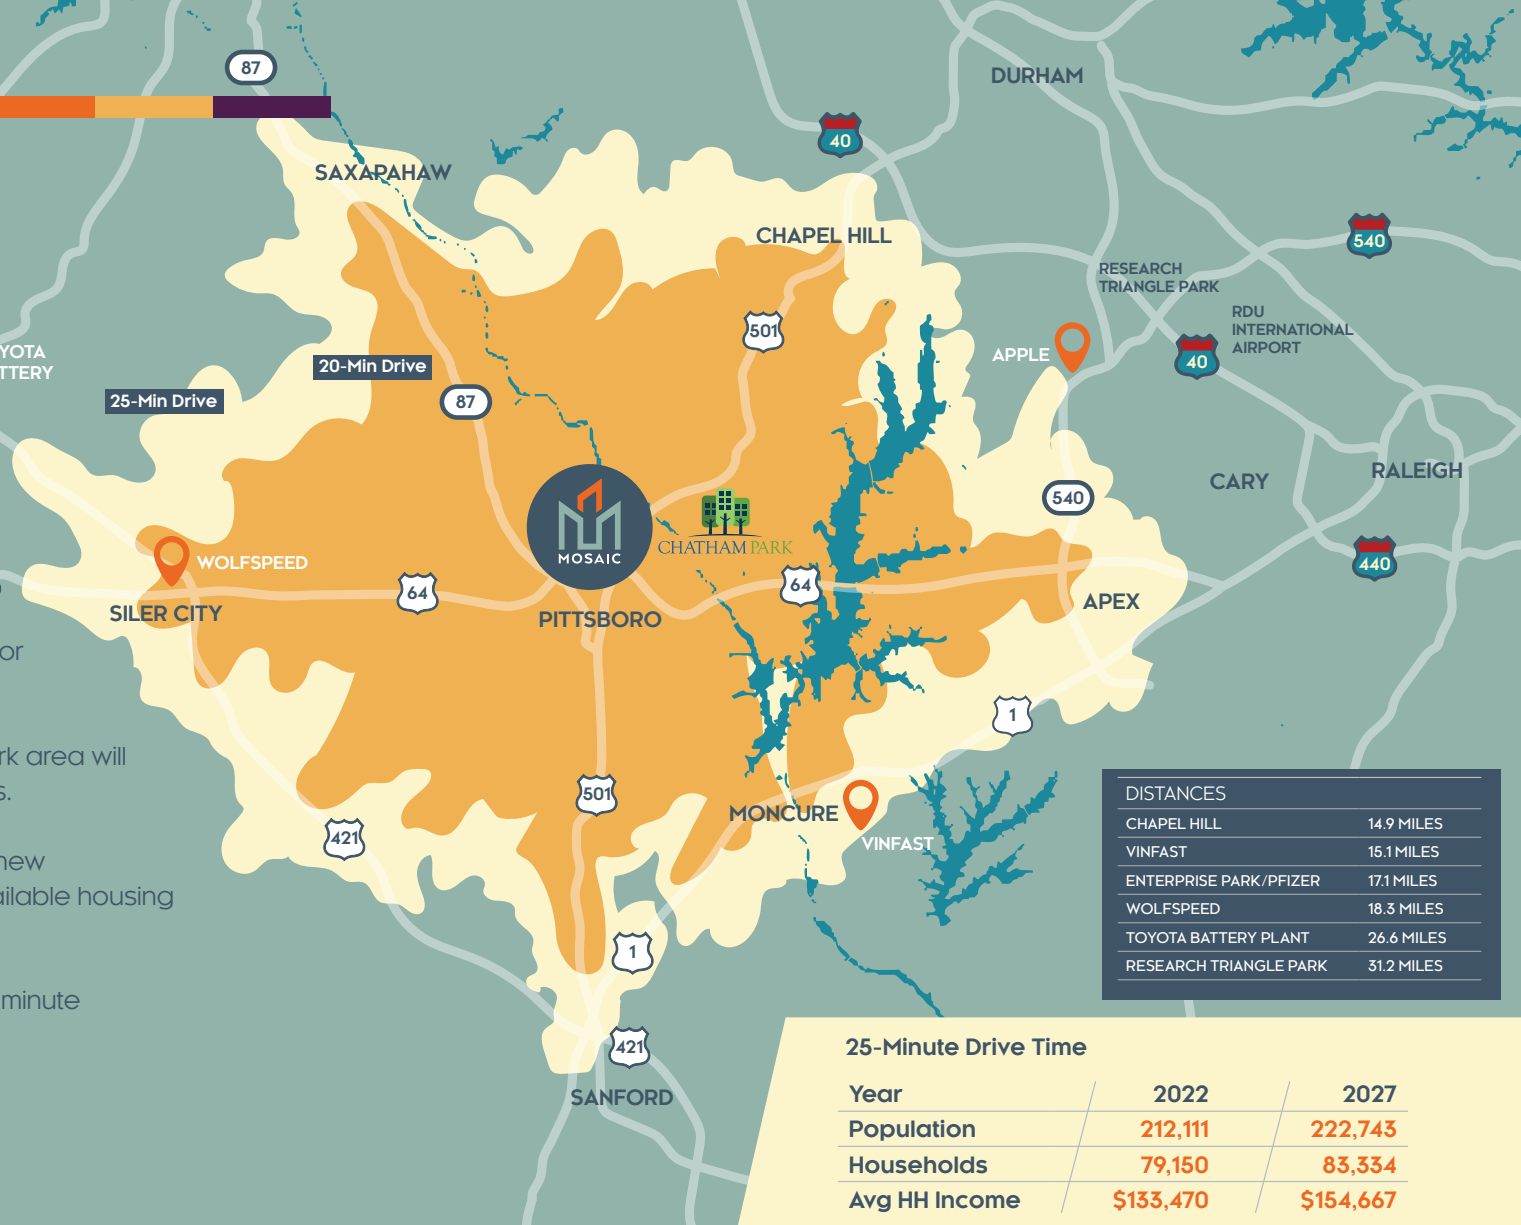 87
DURHAM
40
SAXAPAHAW
CHAPEL HILL
540
RESEARCH
TRIANGLE PARK
RDU
INTERNATIONAL
AIRPORT
501
YOTA
TTERY
APPLE
40
20-Min Drive
25-Min Drive
87
CARY
RALEIGH
540
MOSAIC
CHATHAM PARK
WOLFSPEED
440
64
64
SILER CITY
PITTSBORO
APEX
or
1
rk area will
s.
501
MONCURE
VINFAST
421
new
ailable housing
1
minute
421
SANFORD
DISTANCES
CHAPEL HILL 14.9 MILES
VINFAST 15.1 MILES
ENTERPRISE PARK/PFIZER 17.1 MILES
WOLFSPEED 18.3 MILES
TOYOTA BATTERY PLANT 26.6 MILES
RESEARCH TRIANGLE PARK 31.2 MILES
25-Minute Drive Time
Year 2022 2027
Population 212,111 222,743
Households 79,150 83,334
Avg HH Income $133,470 $154,667